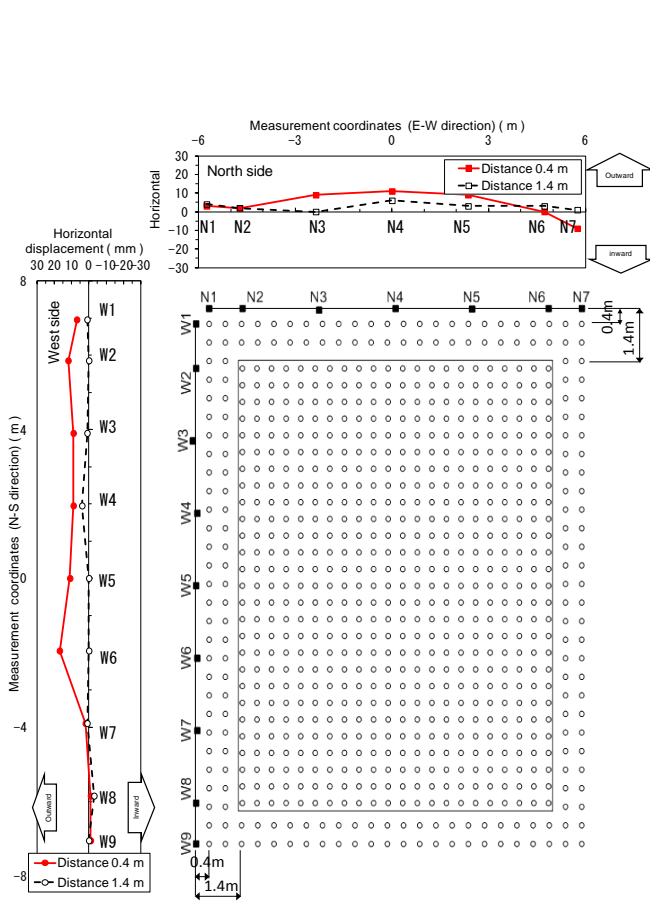 Measurement coordinates (E-W direction) ( m )
-6 -3 0 3 6
30
20
10
0
-10
-20
-30
Horizontal
North side
Distance 0.4 m
Distance 1.4 m
N1 N2 N3 N4 N5 N6 N7
Outward
inward
Horizontal
displacement ( mm )
30 20 10 0 -10 -20 -30
8
4
0
-4
-8
Measurement coordinates (N-S direction) ( m )
West side
W1
W2
W3
W4
W5
W6
W7
W8
W9
Outward
Inward
Distance 0.4 m
Distance 1.4 m
N1 N2 N3 N4 N5 N6 N7
0.4m
1.4m
W1
W2
W3
W4
W5
W6
W7
W8
W9
0.4m
1.4m